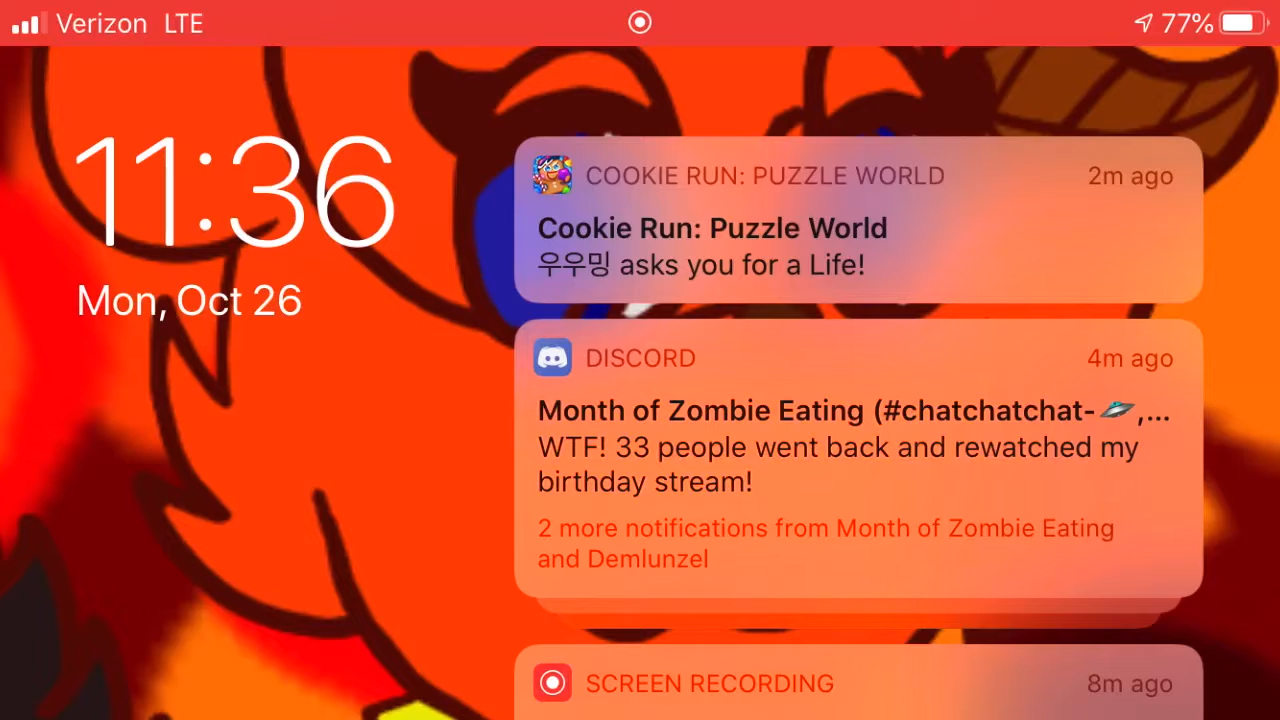 Verizon LTE
77%
11:36
Mon, Oct 26
COOKIE RUN: PUZZLE WORLD 2m ago
Cookie Run: Puzzle World
우우밍 asks you for a Life!
DISCORD 4m ago
Month of Zombie Eating (#chatchatchat-🛸,...
WTF! 33 people went back and rewatched my
birthday stream!
2 more notifications from Month of Zombie Eating
and Demlunzel
SCREEN RECORDING 8m ago